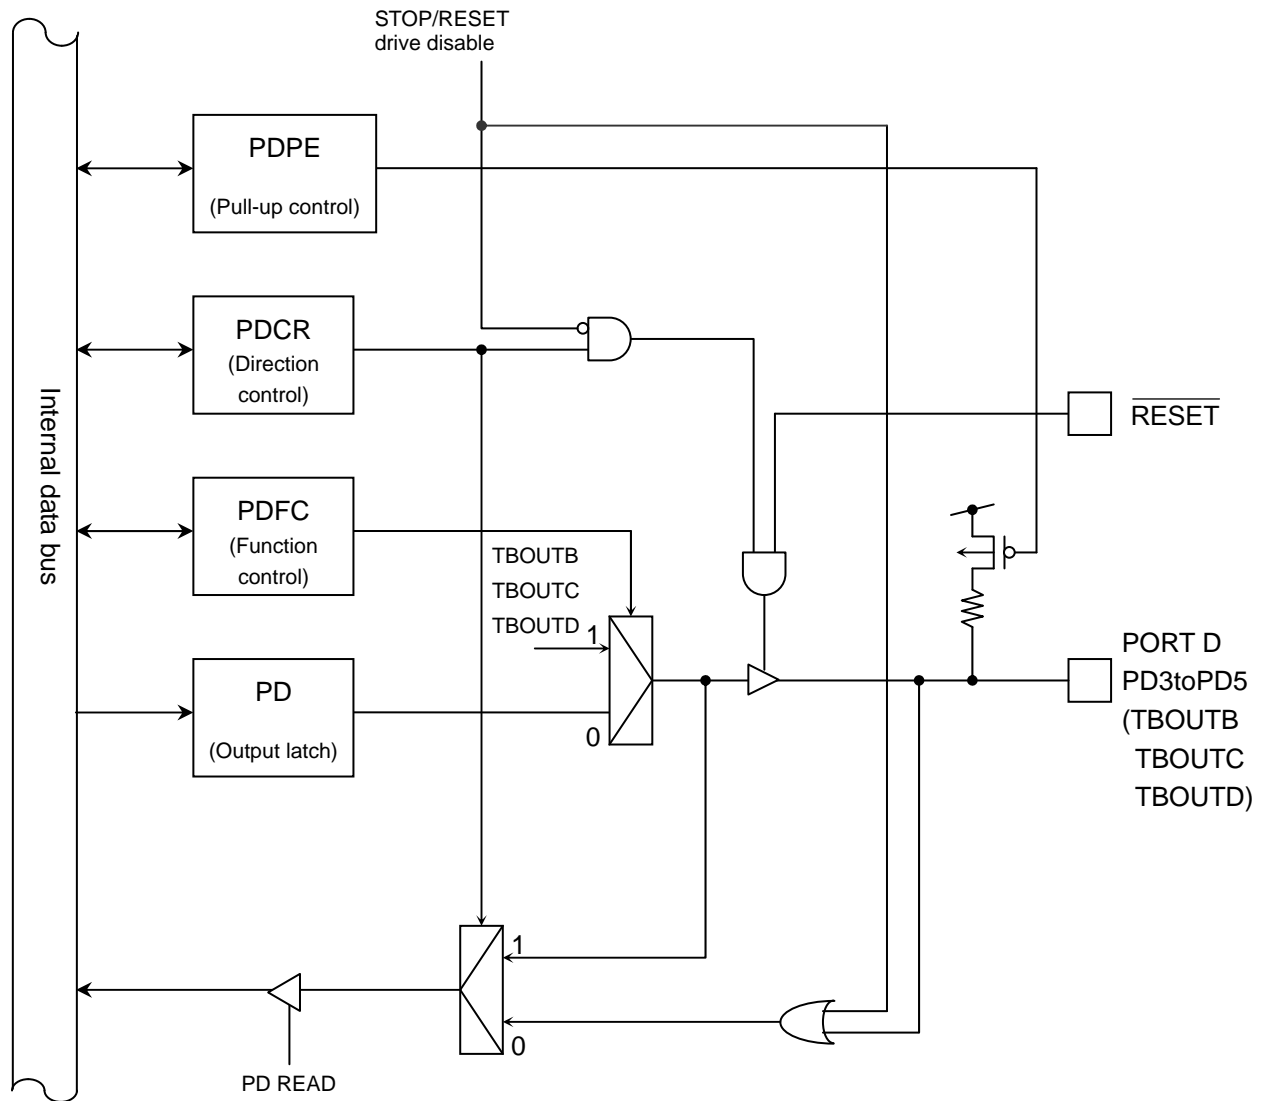 STOP/RESET
drive disable
PDPE
(Pull-up control)
PDCR
(Direction
control)
RESET
Internal data bus
PDFC
(Function
control)
TBOUTB
TBOUTC
TBOUTD
1
0
PD
(Output latch)
PORT D
PD3toPD5
(TBOUTB
TBOUTC
TBOUTD)
1
0
PD READ